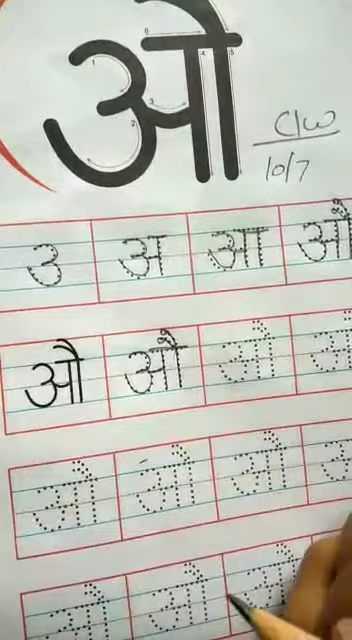 औ
C/W
10/7
उ अ आ औ
औ औ औ औ
औ औ औ
औ औ औ